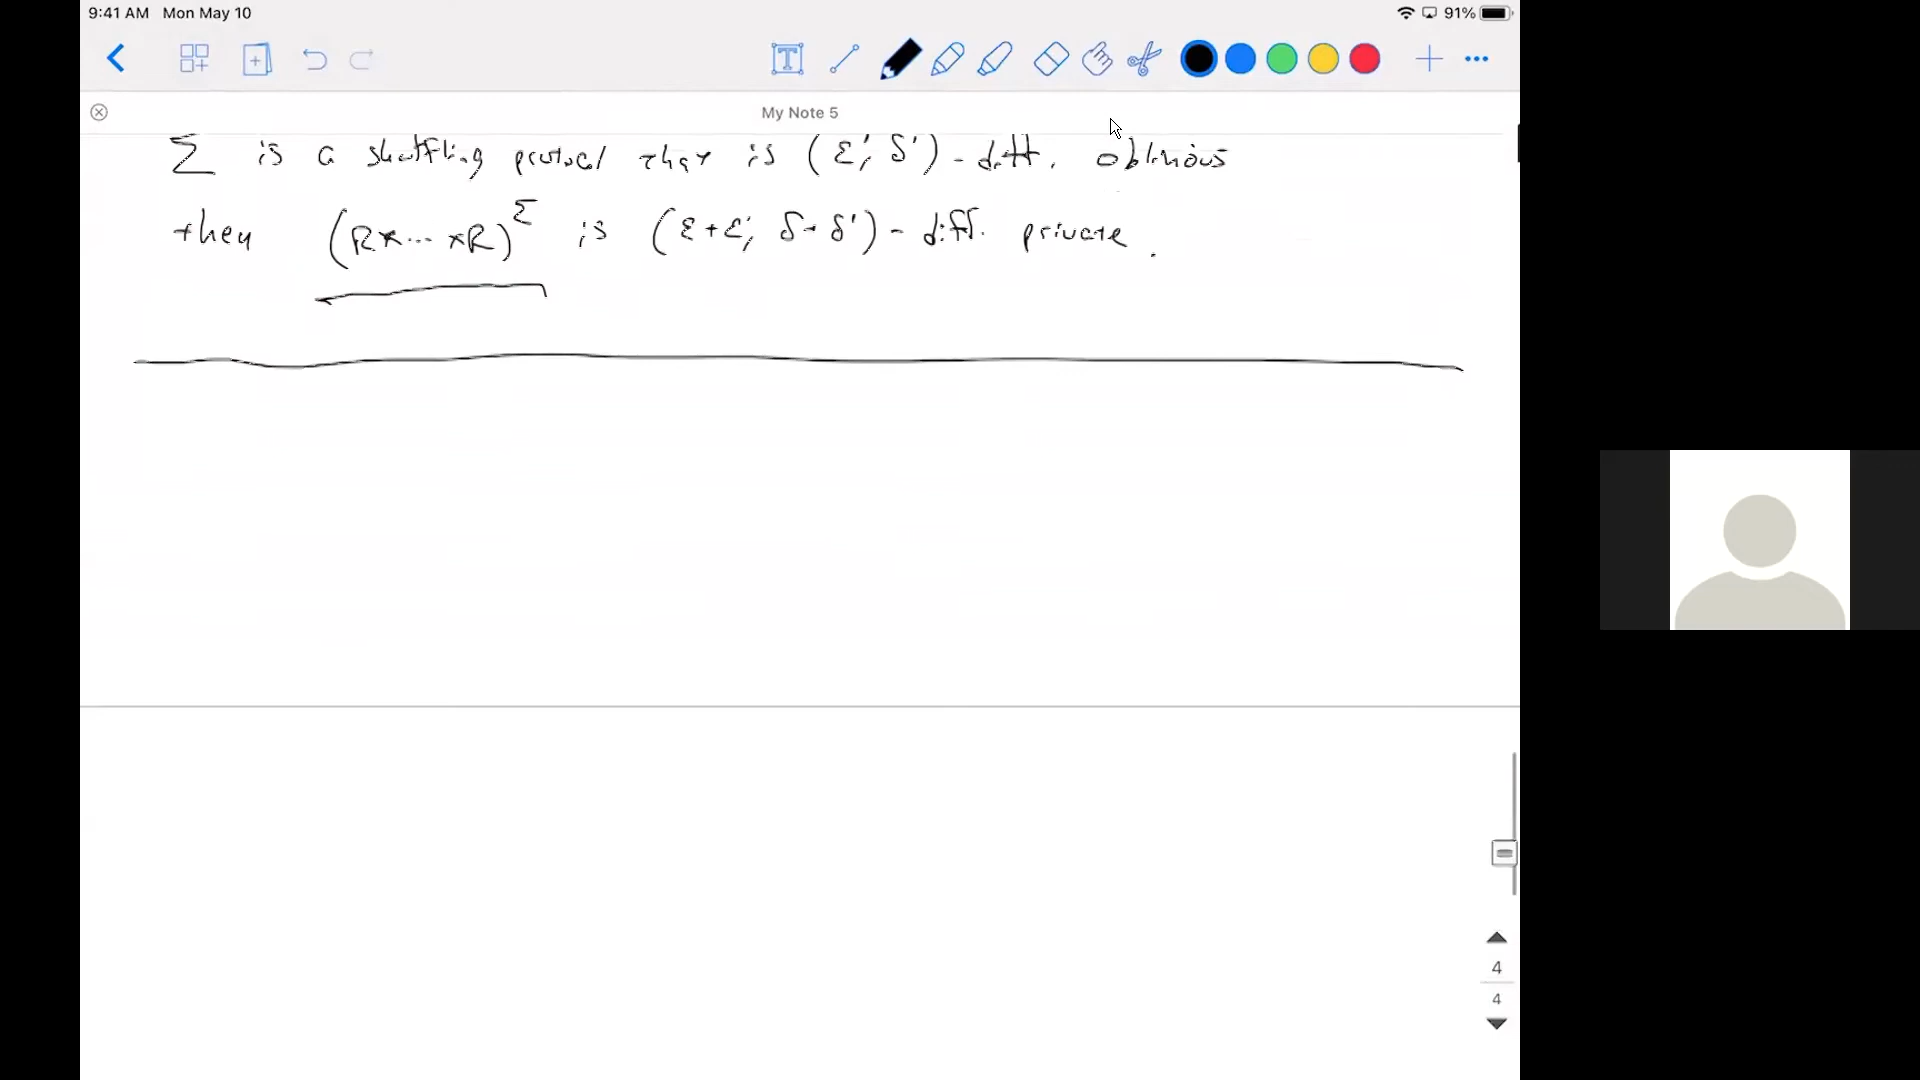 9:41 AM Mon May 10
91%
T
My Note 5
Σ is a shuffling protocol that is (ε', δ') - diff. oblivious
then (R×... ×R)^Σ is (ε+ε', δ+δ') - diff. private.
4
4